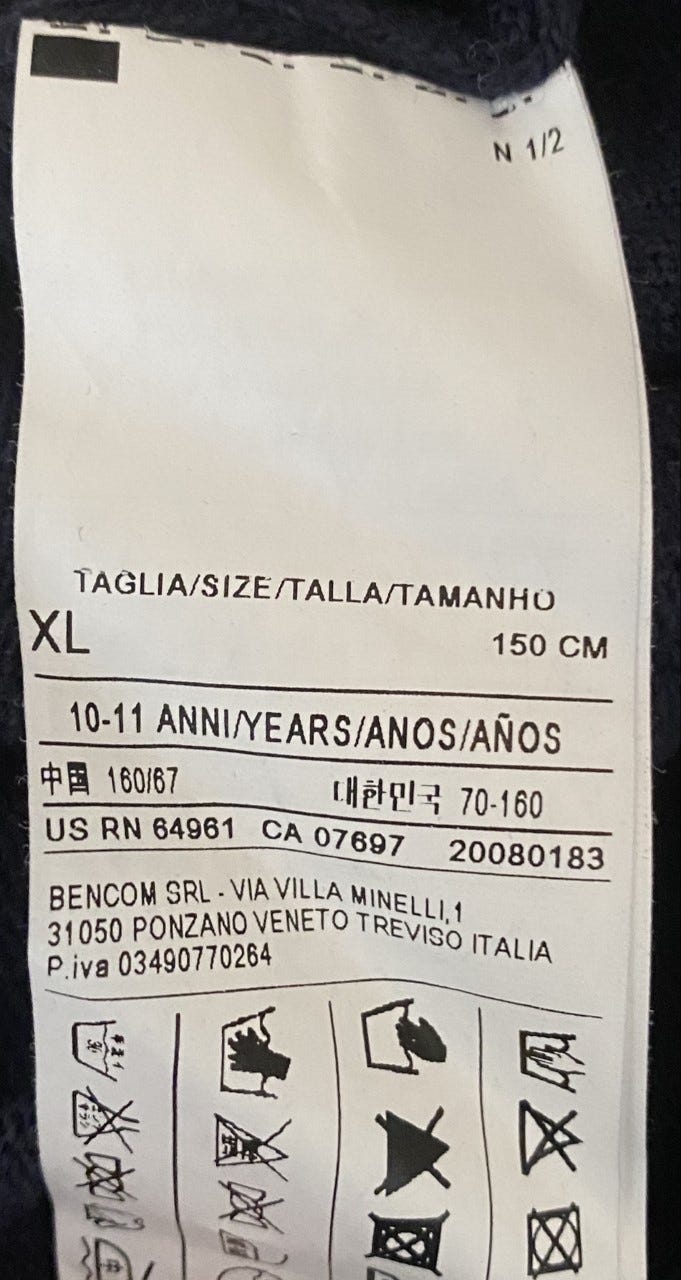 N 1/2
TAGLIA/SIZE/TALLA/TAMANHO
XL 150 CM
10-11 ANNI/YEARS/ANOS/AÑOS
中国 160/67 대한민국 70-160
US RN 64961 CA 07697 20080183
BENCOM SRL - VIA VILLA MINELLI,1
31050 PONZANO VENETO TREVISO ITALIA
P.iva 03490770264